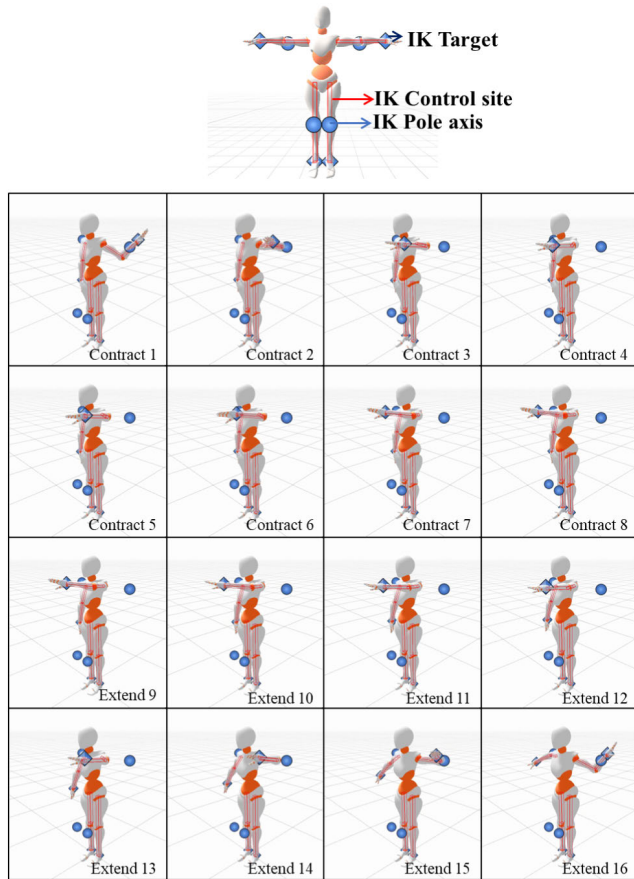 IK Target
IK Control site
IK Pole axis
Contract 1
Contract 2
Contract 3
Contract 4
Contract 5
Contract 6
Contract 7
Contract 8
Extend 9
Extend 10
Extend 11
Extend 12
Extend 13
Extend 14
Extend 15
Extend 16